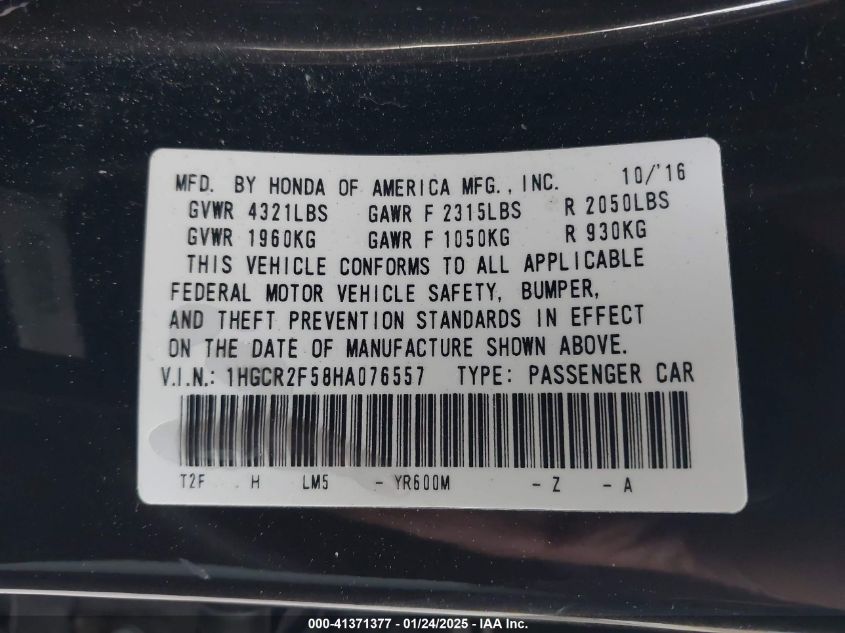 MFD. BY HONDA OF AMERICA MFG., INC. 10/'16
GVWR 4321LBS GAWR F 2315LBS R 2050LBS
GVWR 1960KG GAWR F 1050KG R 930KG
THIS VEHICLE CONFORMS TO ALL APPLICABLE
FEDERAL MOTOR VEHICLE SAFETY, BUMPER,
AND THEFT PREVENTION STANDARDS IN EFFECT
ON THE DATE OF MANUFACTURE SHOWN ABOVE.
V.I.N.: 1HGCR2F58HA076557 TYPE: PASSENGER CAR
T2F H LM5 - YR600M - Z - A
000-41371377 - 01/24/2025 - IAA Inc.